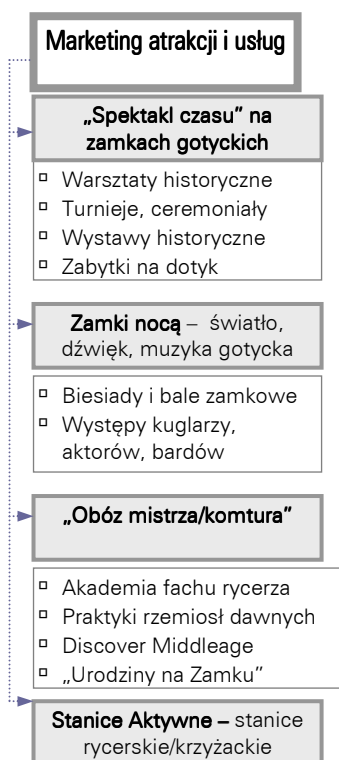 Marketing atrakcji i usług
„Spektakl czasu” na
zamkach gotyckich
Warsztaty historyczne
Turnieje, ceremoniały
Wystawy historyczne
Zabytki na dotyk
Zamki nocą – światło,
dźwięk, muzyka gotycka
Biesiady i bale zamkowe
Występy kuglarzy,
aktorów, bardów
„Obóz mistrza/komtura”
Akademia fachu rycerza
Praktyki rzemiosł dawnych
Discover Middleage
„Urodziny na Zamku”
Stanice Aktywne – stanice
rycerskie/krzyżackie